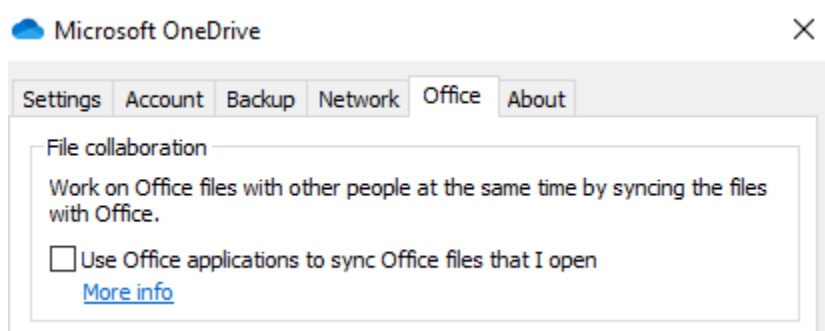 Microsoft OneDrive
Settings Account Backup Network Office About
File collaboration
Work on Office files with other people at the same time by syncing the files
with Office.
Use Office applications to sync Office files that I open
More info